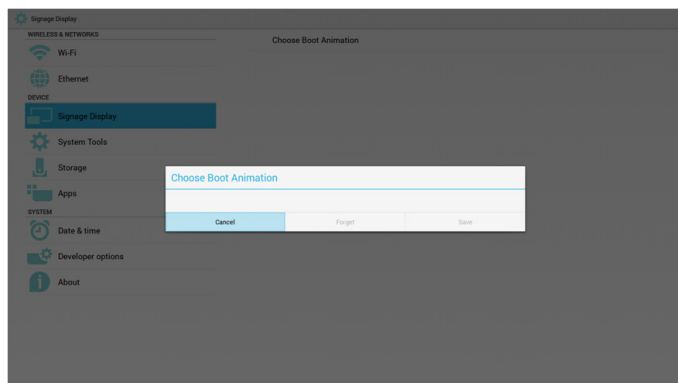 Signage Display
WIRELESS & NETWORKS
Choose Boot Animation
Wi-Fi
Ethernet
DEVICE
Signage Display
System Tools
Storage
Choose Boot Animation
Apps
SYSTEM
Cancel
Forget
Save
Date & time
Developer options
About